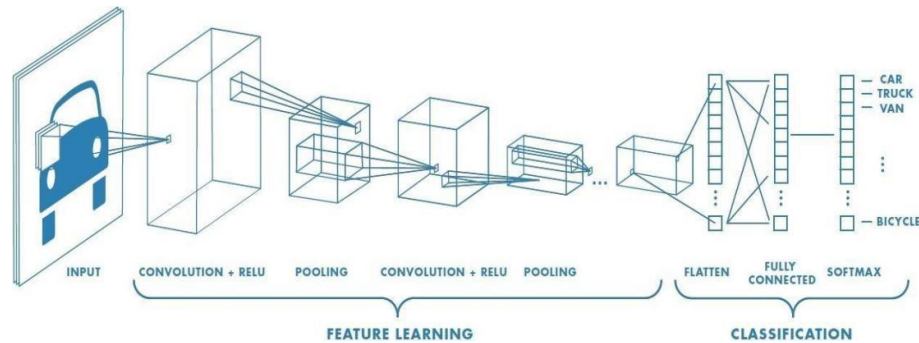 CAR
TRUCK
VAN
BICYCLE
INPUT
CONVOLUTION + RELU
POOLING
CONVOLUTION + RELU
POOLING
FLATTEN
FULLY
CONNECTED
SOFTMAX
FEATURE LEARNING
CLASSIFICATION